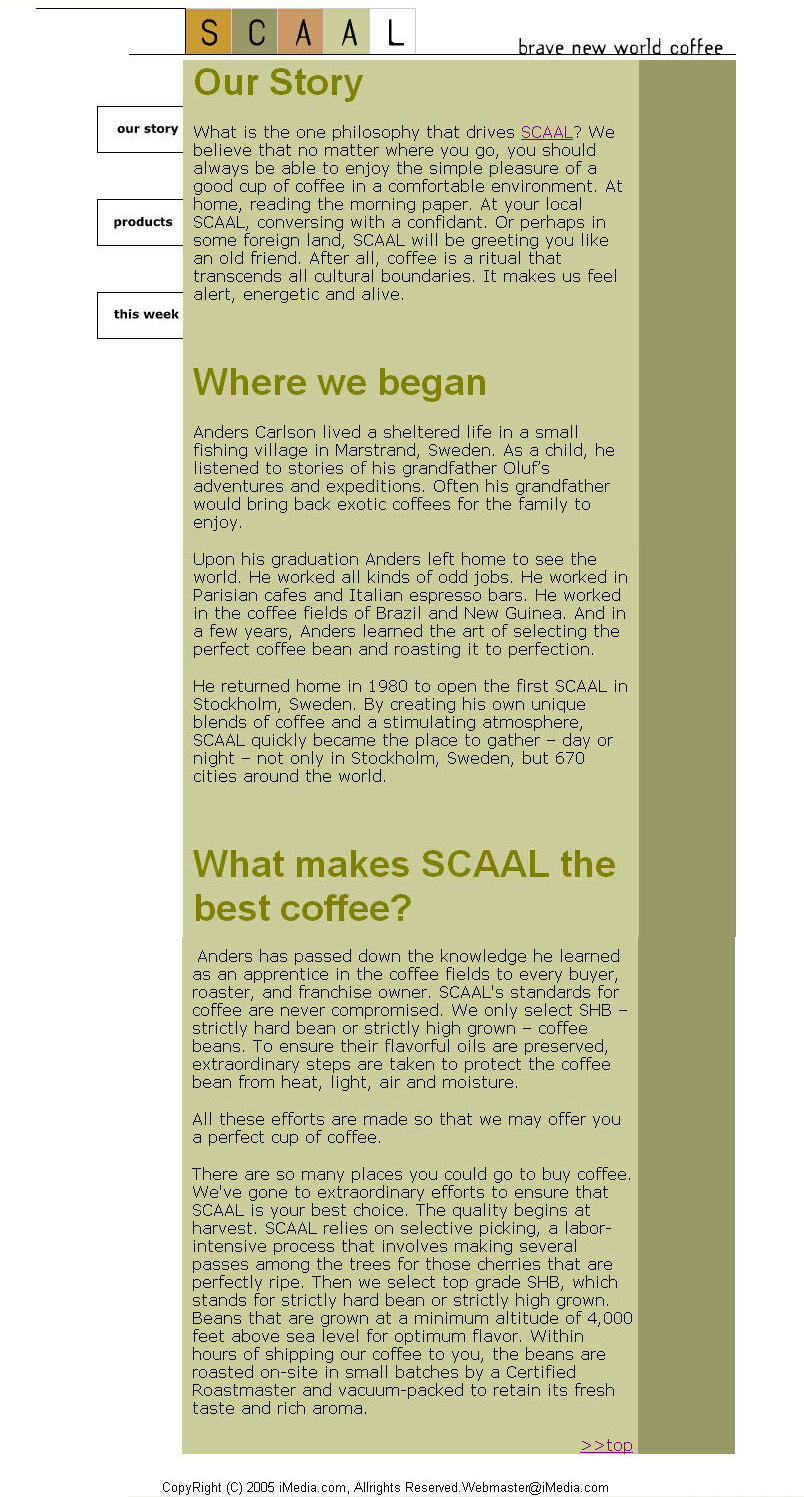 S C A A L
brave new world coffee
our story
products
this week
Our Story
What is the one philosophy that drives SCAAL? We
believe that no matter where you go, you should
always be able to enjoy the simple pleasure of a
good cup of coffee in a comfortable environment. At
home, reading the morning paper. At your local
SCAAL, conversing with a confidant. Or perhaps in
some foreign land, SCAAL will be greeting you like
an old friend. After all, coffee is a ritual that
transcends all cultural boundaries. It makes us feel
alert, energetic and alive.
Where we began
Anders Carlson lived a sheltered life in a small
fishing village in Marstrand, Sweden. As a child, he
listened to stories of his grandfather Oluf’s
adventures and expeditions. Often his grandfather
would bring back exotic coffees for the family to
enjoy.
Upon his graduation Anders left home to see the
world. He worked all kinds of odd jobs. He worked in
Parisian cafes and Italian espresso bars. He worked
in the coffee fields of Brazil and New Guinea. And in
a few years, Anders learned the art of selecting the
perfect coffee bean and roasting it to perfection.
He returned home in 1980 to open the first SCAAL in
Stockholm, Sweden. By creating his own unique
blends of coffee and a stimulating atmosphere,
SCAAL quickly became the place to gather – day or
night – not only in Stockholm, Sweden, but 670
cities around the world.
What makes SCAAL the
best coffee?
Anders has passed down the knowledge he learned
as an apprentice in the coffee fields to every buyer,
roaster, and franchise owner. SCAAL's standards for
coffee are never compromised. We only select SHB –
strictly hard bean or strictly high grown – coffee
beans. To ensure their flavorful oils are preserved,
extraordinary steps are taken to protect the coffee
bean from heat, light, air and moisture.
All these efforts are made so that we may offer you
a perfect cup of coffee.
There are so many places you could go to buy coffee.
We've gone to extraordinary efforts to ensure that
SCAAL is your best choice. The quality begins at
harvest. SCAAL relies on selective picking, a labor-
intensive process that involves making several
passes among the trees for those cherries that are
perfectly ripe. Then we select top grade SHB, which
stands for strictly hard bean or strictly high grown.
Beans that are grown at a minimum altitude of 4,000
feet above sea level for optimum flavor. Within
hours of shipping our coffee to you, the beans are
roasted on-site in small batches by a Certified
Roastmaster and vacuum-packed to retain its fresh
taste and rich aroma.
>>top
CopyRight (C) 2005 iMedia.com, Allrights Reserved.Webmaster@iMedia.com